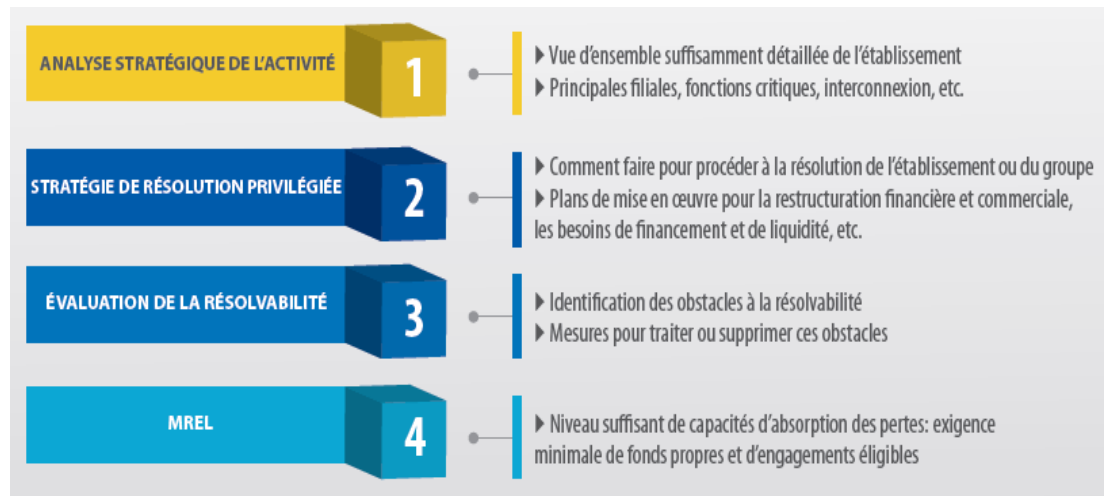 ANALYSE STRATÉGIQUE DE L'ACTIVITÉ
1
▶ Vue d'ensemble suffisamment détaillée de l'établissement
▶ Principales filiales, fonctions critiques, interconnexion, etc.
STRATÉGIE DE RÉSOLUTION PRIVILÉGIÉE
2
▶ Comment faire pour procéder à la résolution de l'établissement ou du groupe
▶ Plans de mise en œuvre pour la restructuration financière et commerciale,
les besoins de financement et de liquidité, etc.
ÉVALUATION DE LA RÉSOLVABILITÉ
3
▶ Identification des obstacles à la résolvabilité
▶ Mesures pour traiter ou supprimer ces obstacles
MREL
4
▶ Niveau suffisant de capacités d'absorption des pertes: exigence
minimale de fonds propres et d'engagements éligibles